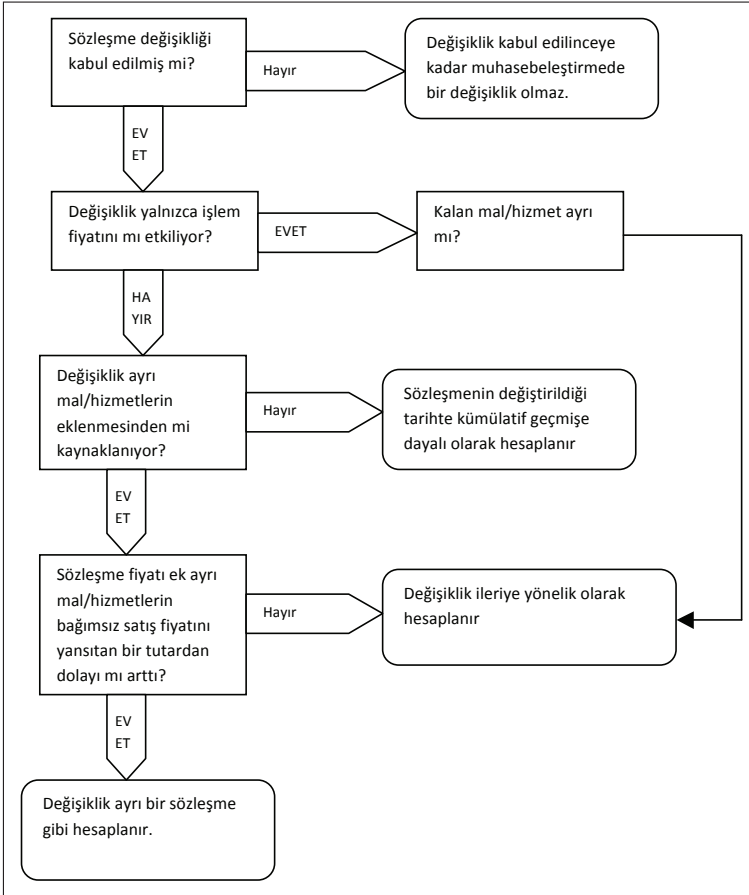 Sözleşme değişikliği
kabul edilmiş mi?
Hayır
Değişiklik kabul edilinceye
kadar muhasebeleştirmede
bir değişiklik olmaz.
EV
ET
Değişiklik yalnızca işlem
fiyatını mı etkiliyor?
EVET
Kalan mal/hizmet ayrı
mı?
HA
YIR
Değişiklik ayrı
mal/hizmetlerin
eklenmesinden mi
kaynaklanıyor?
Hayır
Sözleşmenin değiştirildiği
tarihte kümülatif geçmişe
dayalı olarak hesaplanır
EV
ET
Sözleşme fiyatı ek ayrı
mal/hizmetlerin
bağımsız satış fiyatını
yansıtan bir tutardan
dolayı mı arttı?
Hayır
Değişiklik ileriye yönelik olarak
hesaplanır
EV
ET
Değişiklik ayrı bir sözleşme
gibi hesaplanır.